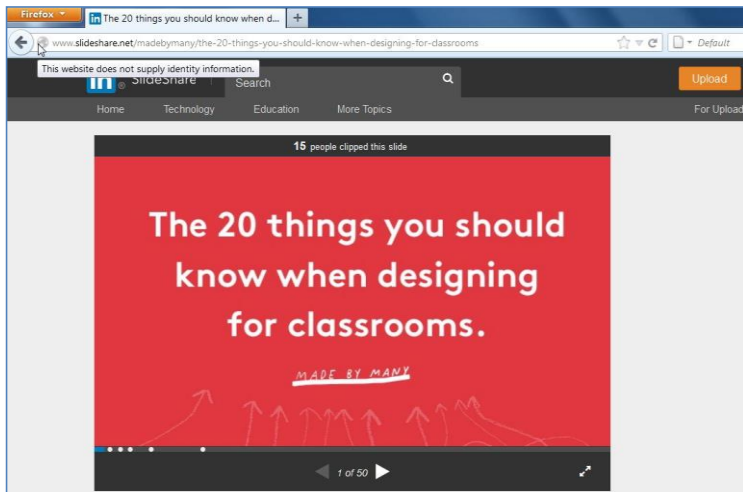 Firefox
in The 20 things you should know when d... +
www.slideshare.net/madebymany/the-20-things-you-should-know-when-designing-for-classrooms
Default
This website does not supply identity information.
in SlideShare Search Upload
Home Technology Education More Topics For Upload
15 people clipped this slide
The 20 things you should
know when designing
for classrooms.
MADE BY MANY
1 of 50